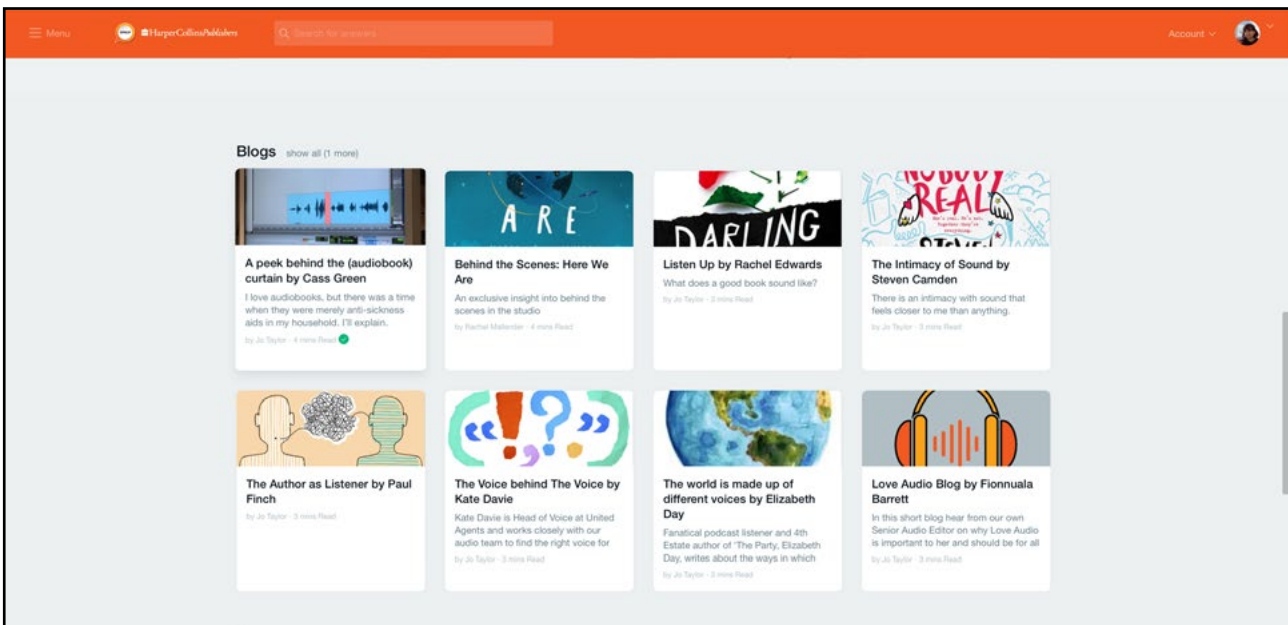 Menu
HarperCollinsPublishers
Search for answers
Account
Blogs show all (1 more)
A peek behind the (audiobook)
curtain by Cass Green
I love audiobooks, but there was a time
when they were merely anti-sickness
aids in my household. I'll explain.
by Jo Taylor · 4 mins Read
ARE
Behind the Scenes: Here We
Are
An exclusive insight into behind the
scenes in the studio
by Rachel Mallender · 4 mins Read
DARLING
Listen Up by Rachel Edwards
What does a good book sound like?
by Jo Taylor · 2 mins Read
NOBODY
REAL
She's real. He's not.
Together they're
everything.
STEVEN
The Intimacy of Sound by
Steven Camden
There is an intimacy with sound that
feels closer to me than anything.
by Jo Taylor · 3 mins Read
The Author as Listener by Paul
Finch
by Jo Taylor · 3 mins Read
“!?”
The Voice behind The Voice by
Kate Davie
Kate Davie is Head of Voice at United
Agents and works closely with our
audio team to find the right voice for
by Jo Taylor · 3 mins Read
The world is made up of
different voices by Elizabeth
Day
Fanatical podcast listener and 4th
Estate author of 'The Party, Elizabeth
Day, writes about the ways in which
by Jo Taylor · 3 mins Read
Love Audio Blog by Fionnuala
Barrett
In this short blog hear from our own
Senior Audio Editor on why Love Audio
is important to her and should be for all
by Jo Taylor · 3 mins Read